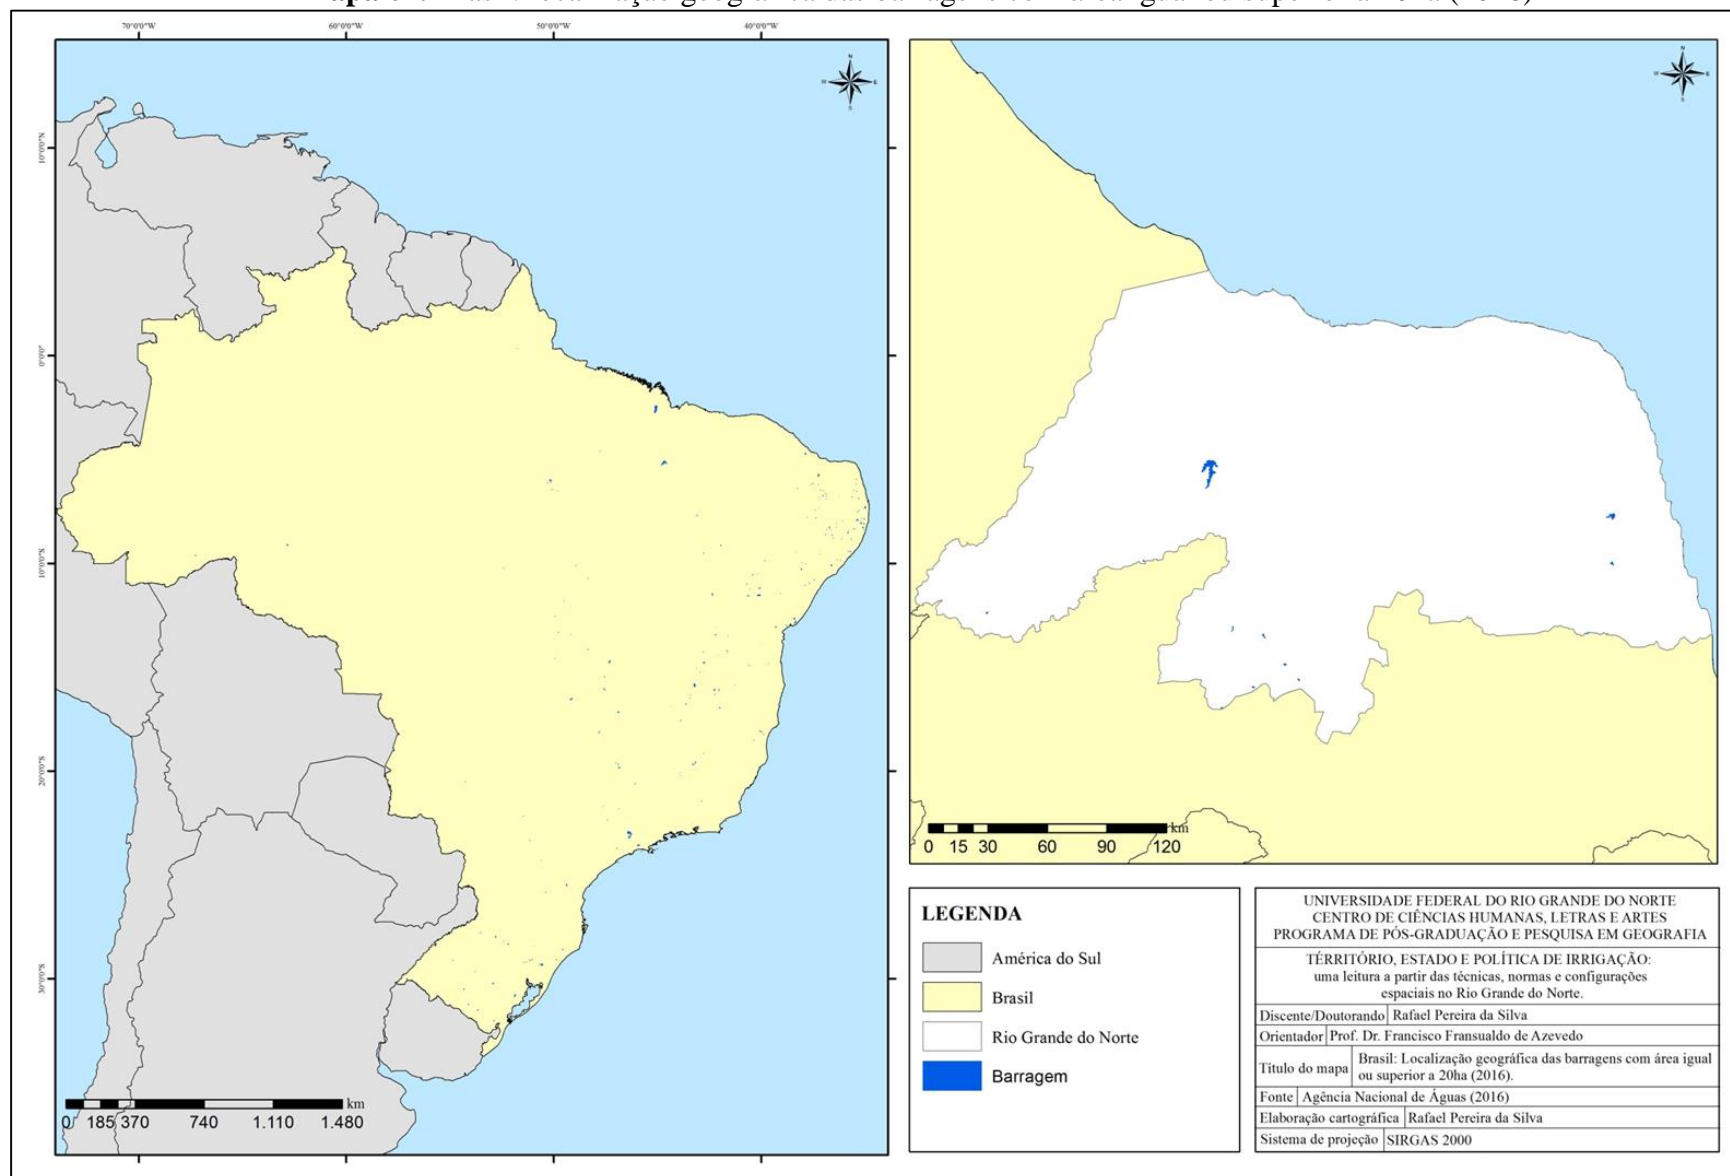 70°0'0"W 60°0'0"W 50°0'0"W 40°0'0"W
10°0'0"N
0°0'0"
10°0'0"S
20°0'0"S
30°0'0"S
N
W E
S
km
0 185 370 740 1.110 1.480
N
W E
S
km
0 15 30 60 90 120
LEGENDA
América do Sul
Brasil
Rio Grande do Norte
Barragem
UNIVERSIDADE FEDERAL DO RIO GRANDE DO NORTE
CENTRO DE CIÊNCIAS HUMANAS, LETRAS E ARTES
PROGRAMA DE PÓS-GRADUAÇÃO E PESQUISA EM GEOGRAFIA
TÉRRITÓRIO, ESTADO E POLÍTICA DE IRRIGAÇÃO:
uma leitura a partir das técnicas, normas e configurações
espaciais no Rio Grande do Norte.
Discente/Doutorando Rafael Pereira da Silva
Orientador Prof. Dr. Francisco Fransualdo de Azevedo
Título do mapa Brasil: Localização geográfica das barragens com área igual
ou superior a 20ha (2016).
Fonte Agência Nacional de Águas (2016)
Elaboração cartográfica Rafael Pereira da Silva
Sistema de projeção SIRGAS 2000